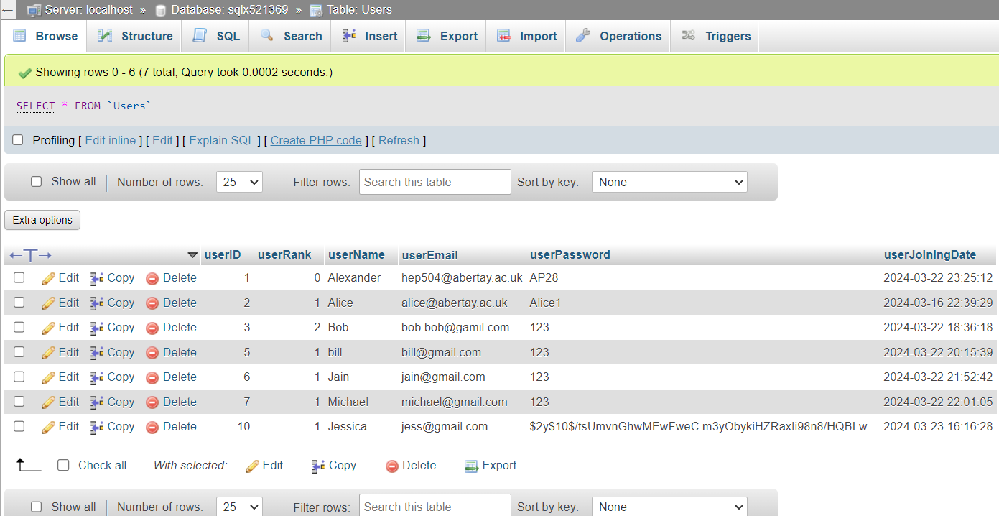 ← Server: localhost » Database: sqlx521369 » Table: Users
Browse Structure SQL Search Insert Export Import Operations Triggers
Showing rows 0 - 6 (7 total, Query took 0.0002 seconds.)
SELECT * FROM `Users`
Profiling [ Edit inline ] [ Edit ] [ Explain SQL ] [ Create PHP code ] [ Refresh ]
Show all Number of rows: 25 Filter rows: Search this table Sort by key: None
Extra options
←T→ userID userRank userName userEmail userPassword userJoiningDate
Edit Copy Delete 1 0 Alexander hep504@abertay.ac.uk AP28 2024-03-22 23:25:12
Edit Copy Delete 2 1 Alice alice@abertay.ac.uk Alice1 2024-03-16 22:39:29
Edit Copy Delete 3 2 Bob bob.bob@gamil.com 123 2024-03-22 18:36:18
Edit Copy Delete 5 1 bill bill@gmail.com 123 2024-03-22 20:15:39
Edit Copy Delete 6 1 Jain jain@gmail.com 123 2024-03-22 21:52:42
Edit Copy Delete 7 1 Michael michael@gmail.com 123 2024-03-22 22:01:05
Edit Copy Delete 10 1 Jessica jess@gmail.com $2y$10$/tsUmvnGhwMEwFweC.m3yObykiHZRaxli98n8/HQBLw... 2024-03-23 16:16:28
Check all With selected: Edit Copy Delete Export
Show all Number of rows: 25 Filter rows: Search this table Sort by key: None